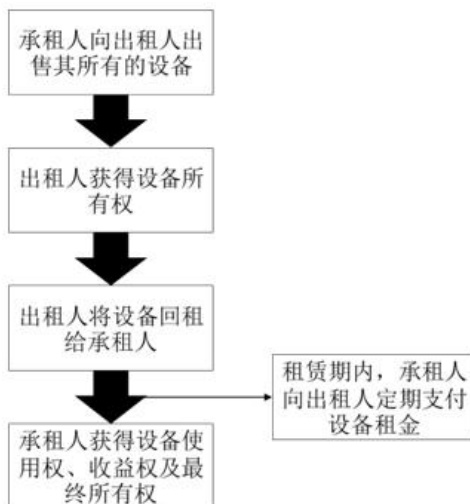 承租人向出租人出
售其所有的设备
出租人获得设备所
有权
出租人将设备回租
给承租人
租赁期内，承租人
向出租人定期支付
设备租金
承租人获得设备使
用权、收益权及最
终所有权